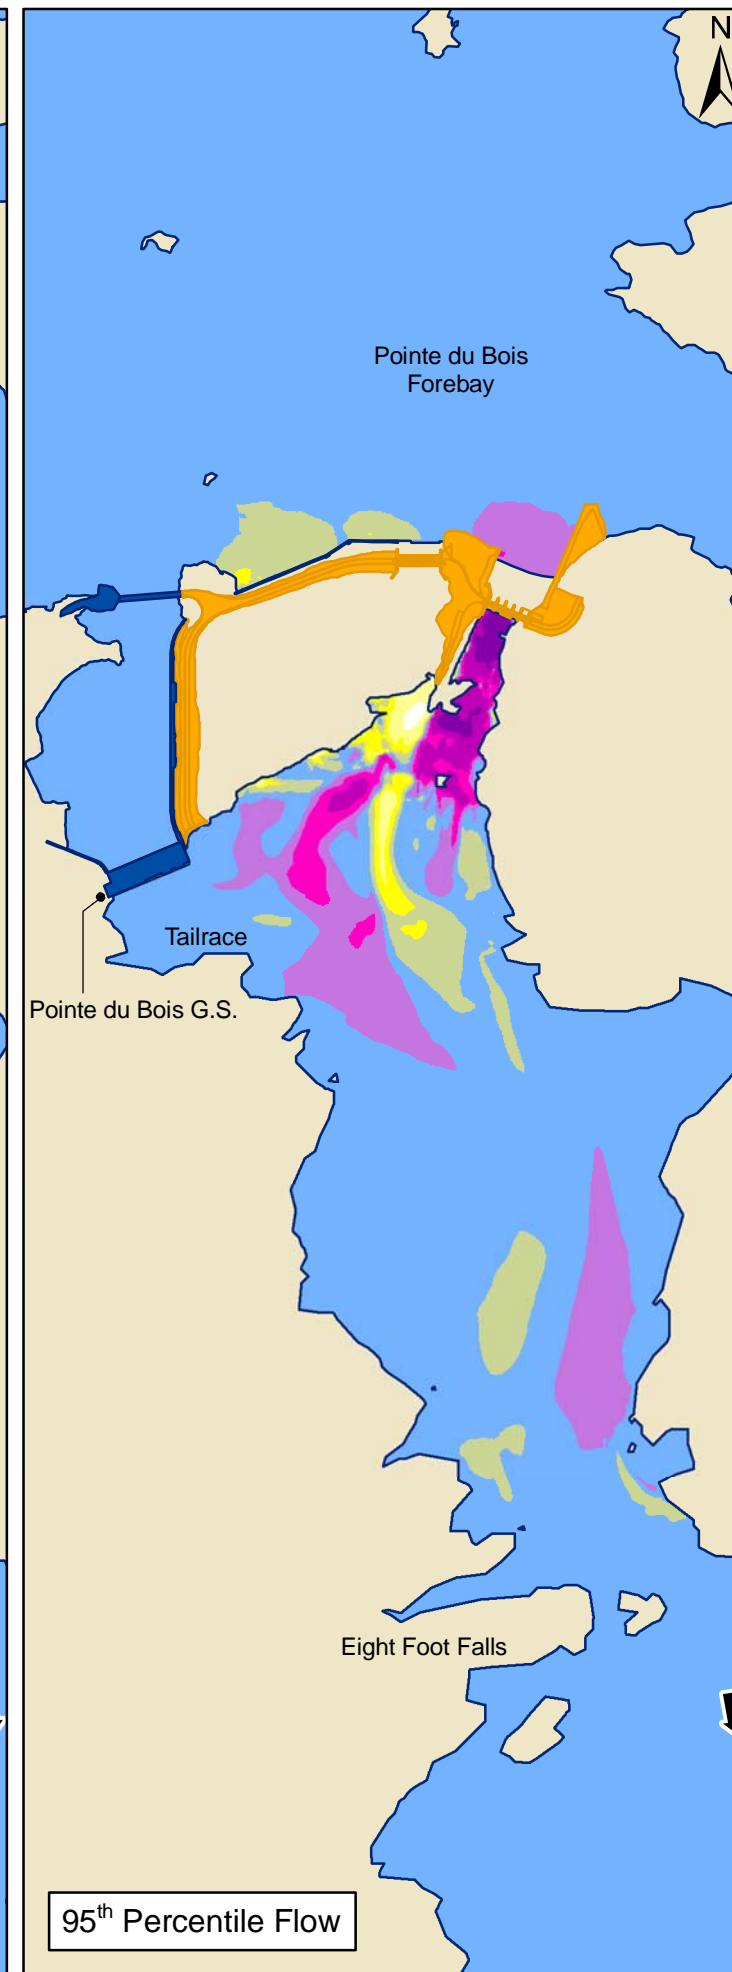 N
Pointe du Bois
Forebay
Tailrace
Pointe du Bois G.S.
Eight Foot Falls
95th Percentile Flow